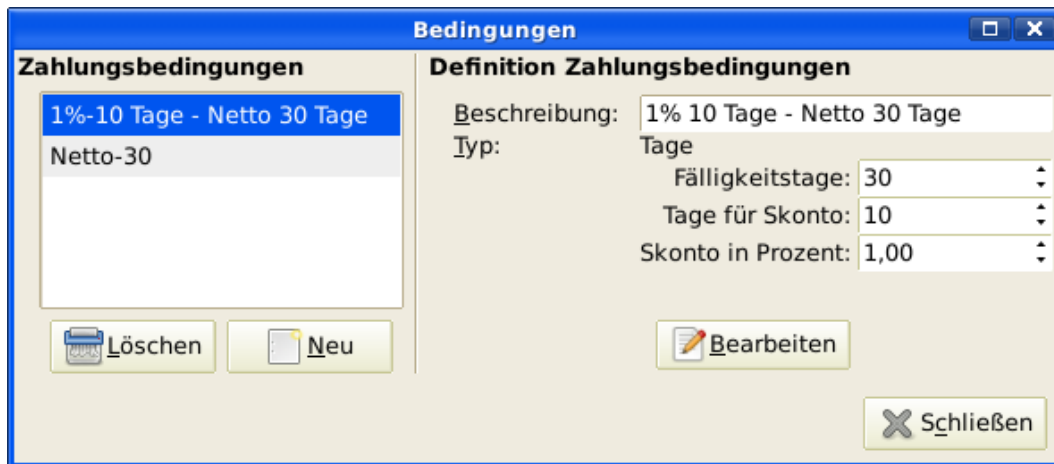 Bedingungen
Zahlungsbedingungen
1%-10 Tage - Netto 30 Tage
Netto-30
Löschen
Neu
Definition Zahlungsbedingungen
Beschreibung: 1% 10 Tage - Netto 30 Tage
Typ: Tage
Fälligkeitstage: 30
Tage für Skonto: 10
Skonto in Prozent: 1,00
Bearbeiten
Schließen